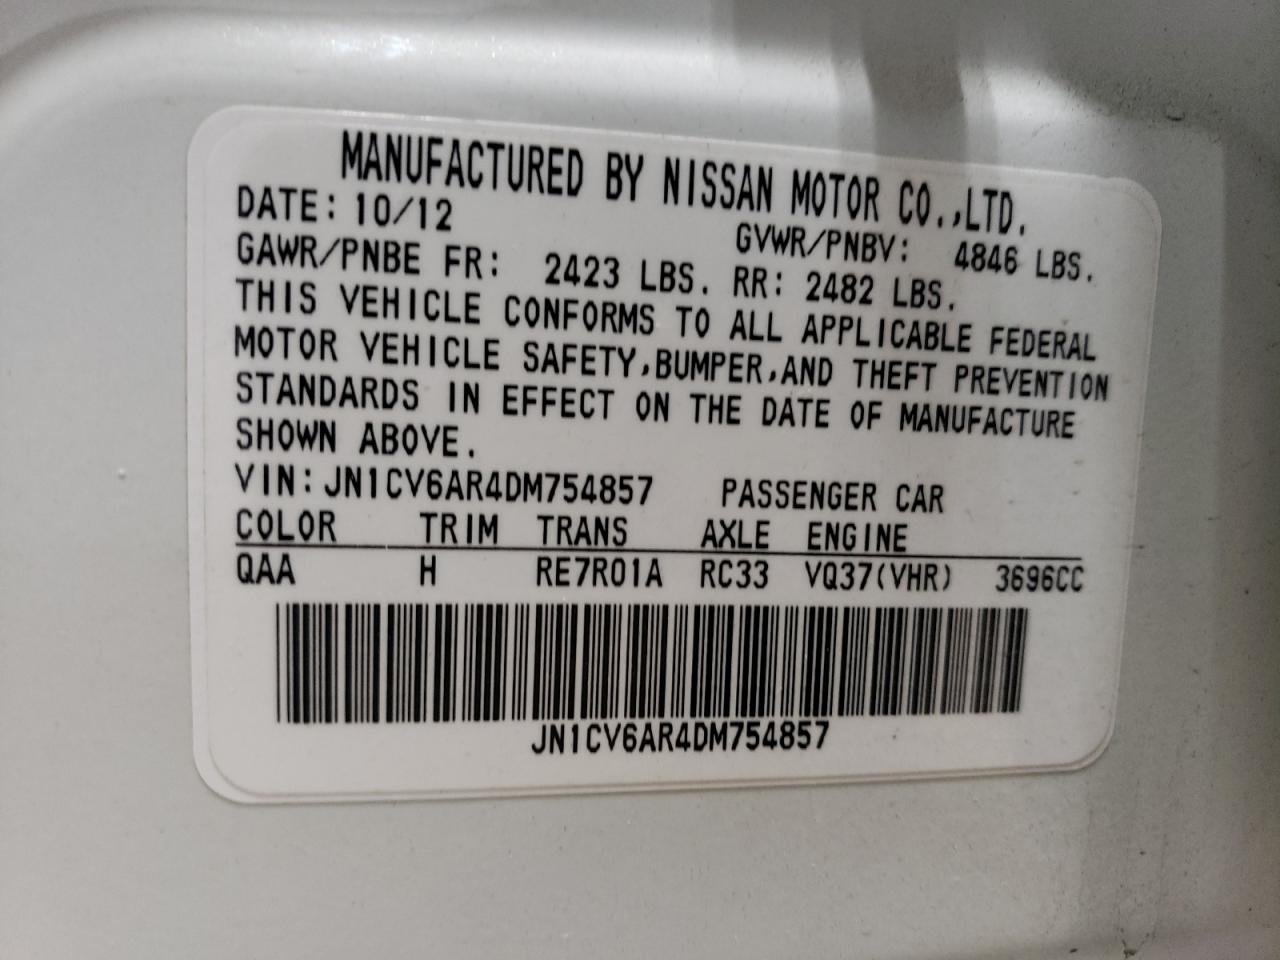 MANUFACTURED BY NISSAN MOTOR CO.,LTD.
DATE: 10/12 GVWR/PNBV: 4846 LBS.
GAWR/PNBE FR: 2423 LBS. RR: 2482 LBS.
THIS VEHICLE CONFORMS TO ALL APPLICABLE FEDERAL
MOTOR VEHICLE SAFETY,BUMPER,AND THEFT PREVENTION
STANDARDS IN EFFECT ON THE DATE OF MANUFACTURE
SHOWN ABOVE.
VIN:JN1CV6AR4DM754857 PASSENGER CAR
COLOR TRIM TRANS AXLE ENGINE
QAA H RE7R01A RC33 VQ37(VHR) 3696CC
JN1CV6AR4DM754857